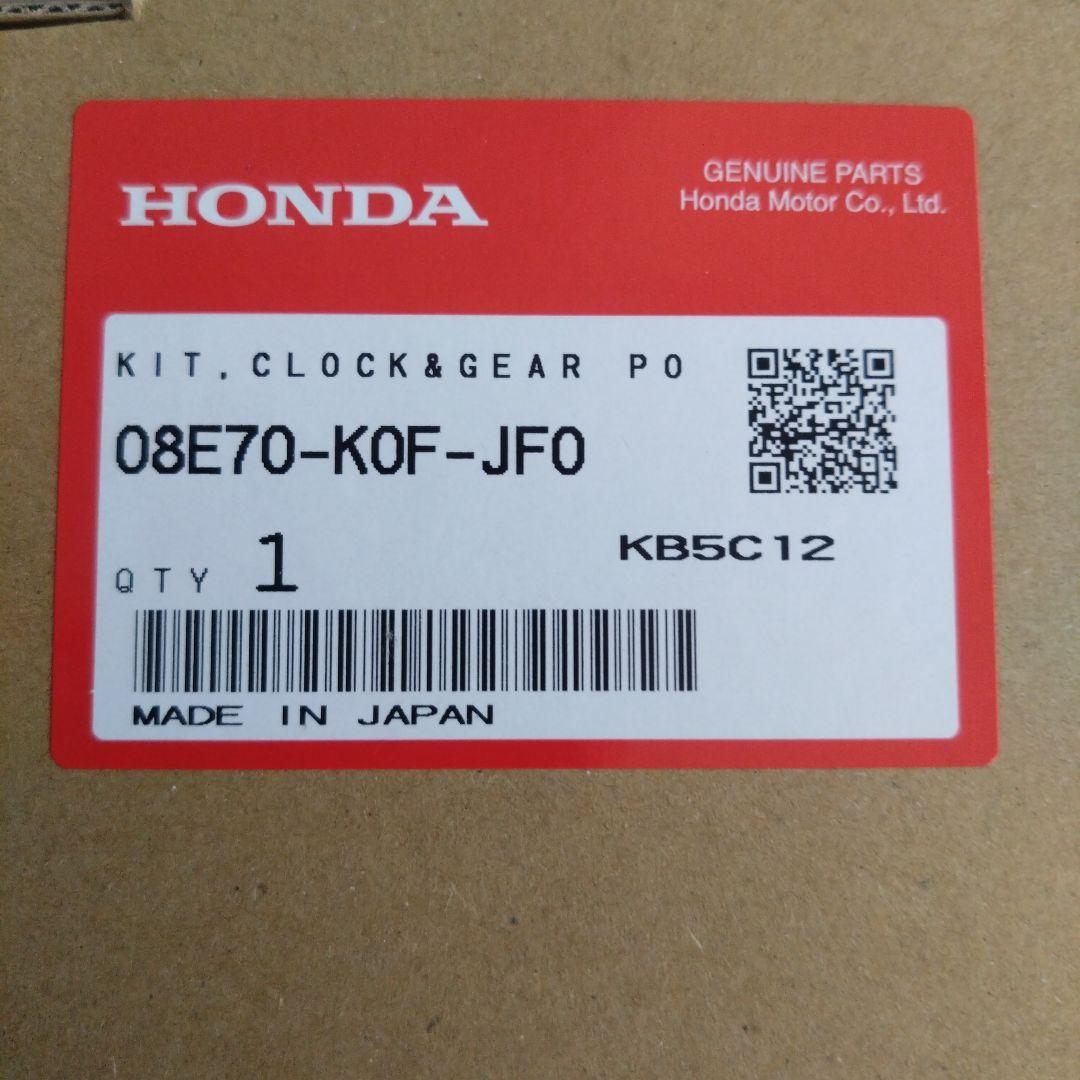 HONDA
GENUINE PARTS
Honda Motor Co., Ltd.
KIT,CLOCK&GEAR PO
08E70-K0F-JF0
QTY 1
KB5C12
MADE IN JAPAN